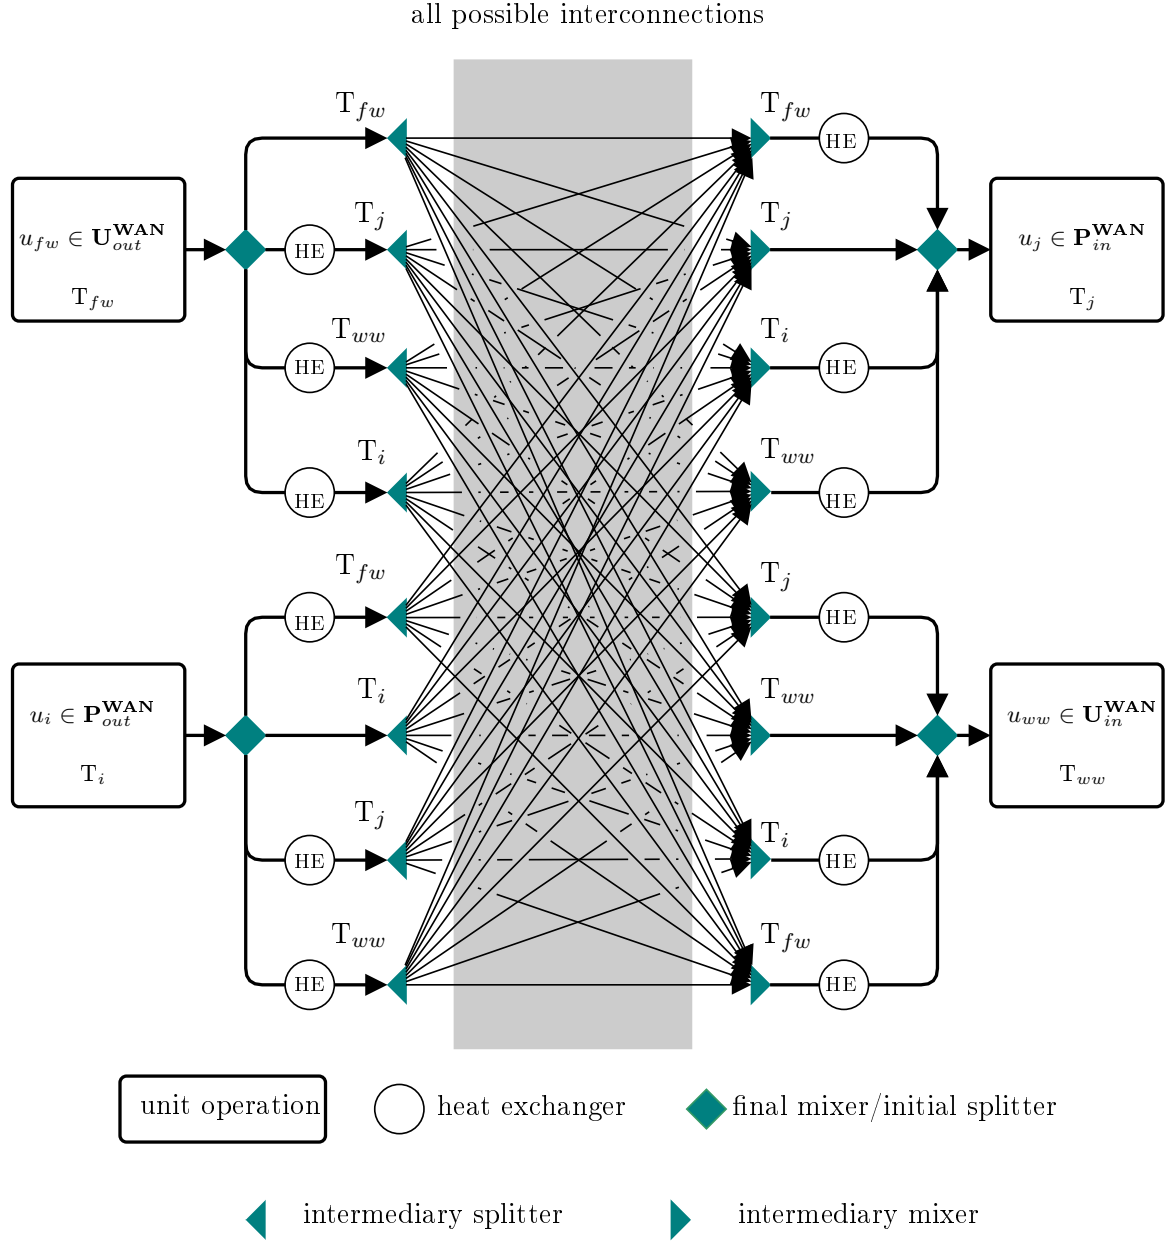 all possible interconnections
T_fw
T_fw
HE
T_j
T_j
u_fw ∈ U_out^WAN
HE
u_j ∈ P_in^WAN
T_fw
T_j
T_ww
T_i
HE
HE
T_i
T_ww
HE
HE
T_fw
T_j
HE
HE
T_i
T_ww
u_i ∈ P_out^WAN
u_ww ∈ U_in^WAN
T_i
T_ww
T_j
T_i
HE
HE
T_ww
T_fw
HE
HE
unit operation
heat exchanger
final mixer/initial splitter
intermediary splitter
intermediary mixer